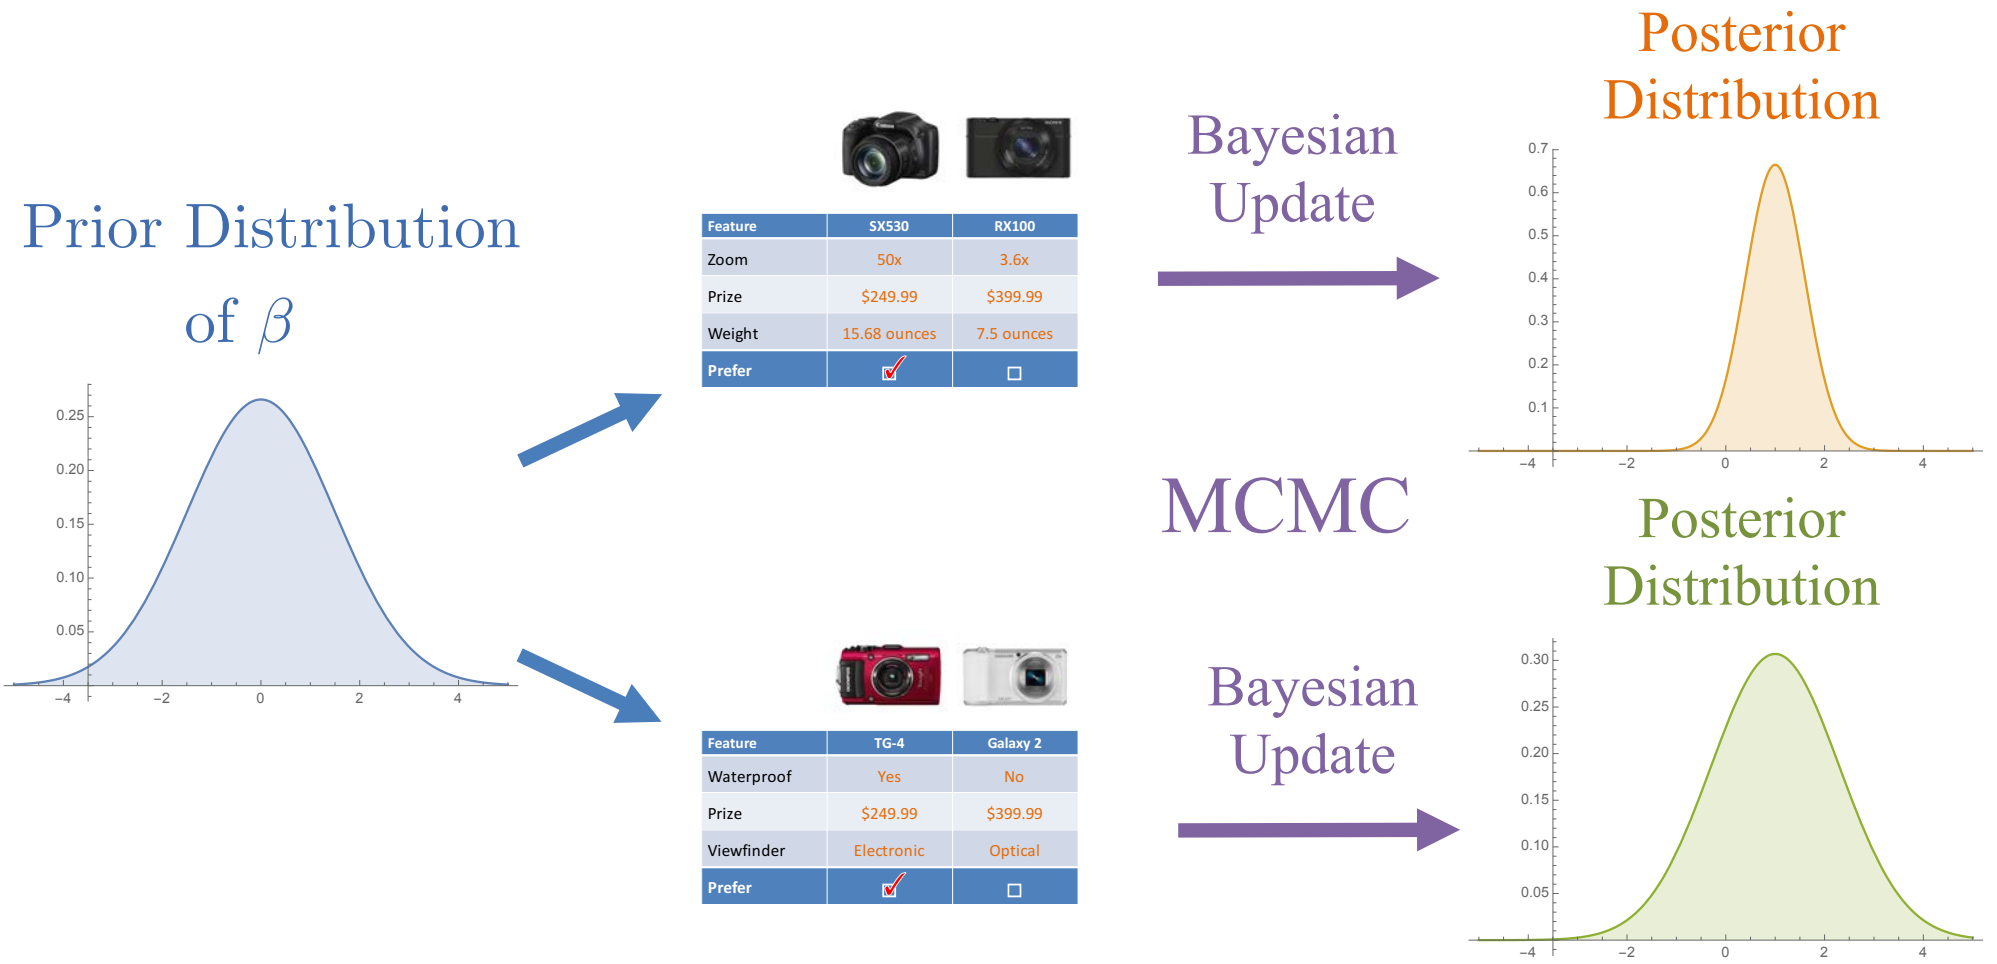 Prior Distribution
of β
0.25
0.20
0.15
0.10
0.05
−4 −2 0 2 4
SONY
Feature SX530 RX100
Zoom 50x 3.6x
Prize $249.99 $399.99
Weight 15.68 ounces 7.5 ounces
Prefer
Feature TG-4 Galaxy 2
Waterproof Yes No
Prize $249.99 $399.99
Viewfinder Electronic Optical
Prefer
Bayesian
Update
MCMC
Bayesian
Update
Posterior
Distribution
0.7
0.6
0.5
0.4
0.3
0.2
0.1
−4 −2 0 2 4
Posterior
Distribution
0.30
0.25
0.20
0.15
0.10
0.05
−4 −2 0 2 4